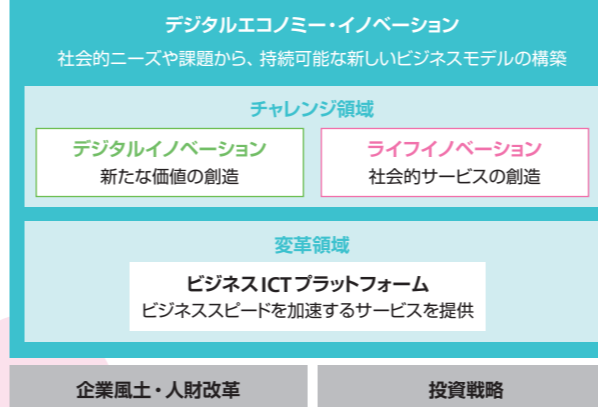 デジタルエコノミー・イノベーション
社会的ニーズや課題から、持続可能な新しいビジネスモデルの構築
チャレンジ領域
デジタルイノベーション
新たな価値の創造
ライフイノベーション
社会的サービスの創造
変革領域
ビジネスICTプラットフォーム
ビジネススピードを加速するサービスを提供
企業風土・人財改革
投資戦略